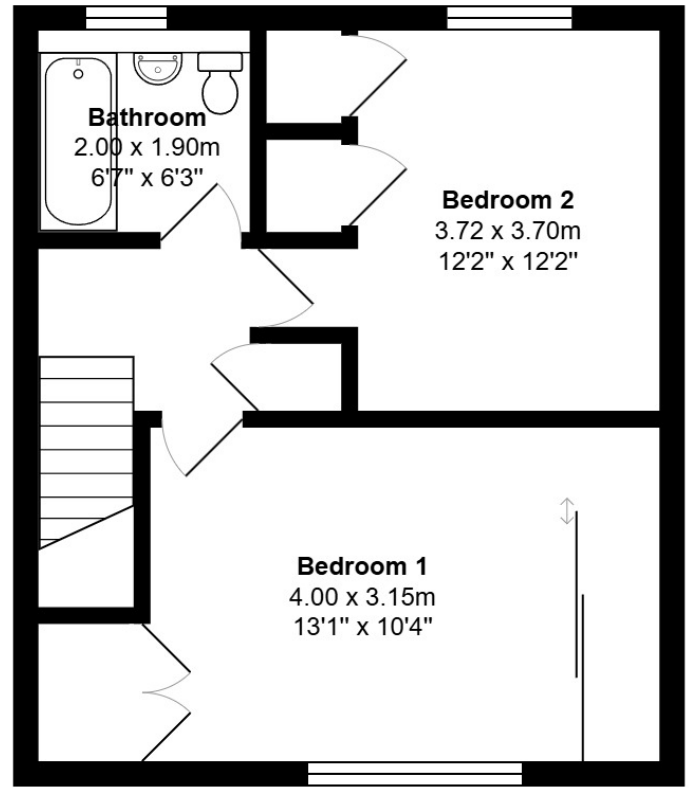 Bathroom
2.00 x 1.90m
6'7" x 6'3"
Bedroom 2
3.72 x 3.70m
12'2" x 12'2"
Bedroom 1
4.00 x 3.15m
13'1" x 10'4"